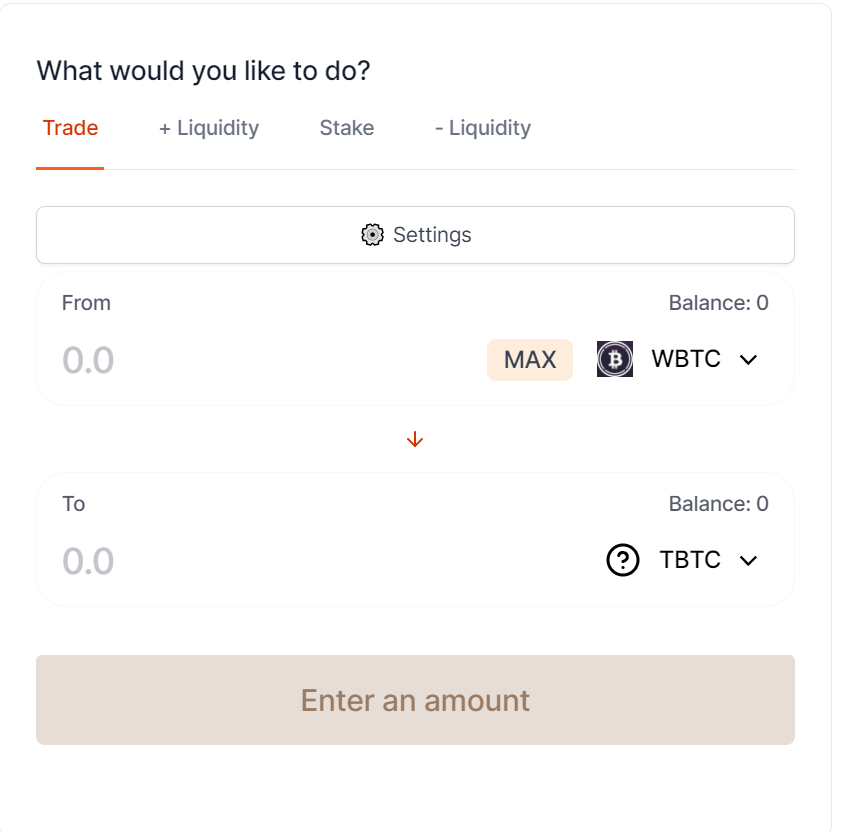 What would you like to do?
Trade + Liquidity Stake - Liquidity
Settings
From Balance: 0
0.0 MAX WBTC
To Balance: 0
0.0 TBTC
Enter an amount